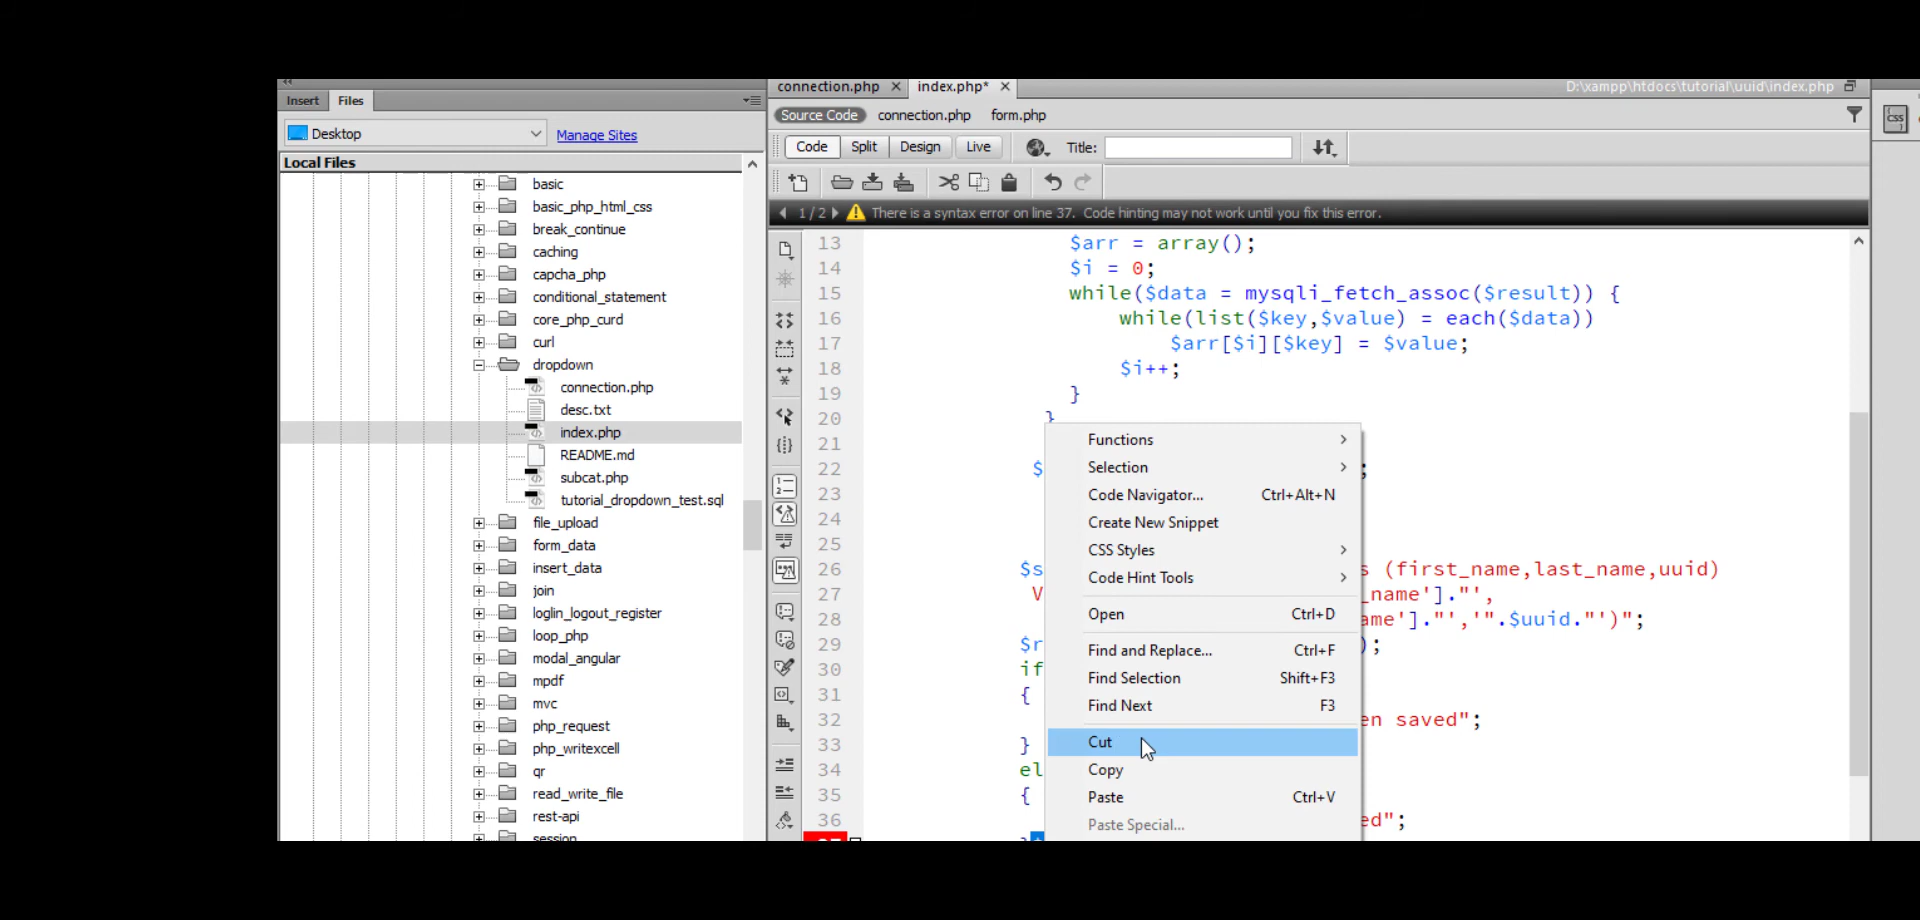 connection.php × index.php* × D:\xampp\htdocs\tutorial\uuid\index.php
Insert Files
Source Code connection.php form.php
CSS
Desktop Manage Sites
Code Split Design Live Title:
Local Files
basic
basic_php_html_css
break_continue
caching
capcha_php
conditional_statement
core_php_curd
curl
dropdown
connection.php
desc.txt
index.php
README.md
subcat.php
tutorial_dropdown_test.sql
file_upload
form_data
insert_data
join
loglin_logout_register
loop_php
modal_angular
mpdf
mvc
php_request
php_writexcell
qr
read_write_file
rest-api
session
1 / 2 There is a syntax error on line 37. Code hinting may not work until you fix this error.
13 $arr = array();
14 $i = 0;
15 while($data = mysqli_fetch_assoc($result)) {
16 while(list($key,$value) = each($data))
17 $arr[$i][$key] = $value;
18 $i++;
19 }
20 }
21
22 $ ;
23
24
25
26 $s s (first_name,last_name,uuid)
27 V _name']."',
28 ame']."','".$uuid."')";
29 $r );
30 if
31 {
32 en saved";
33 }
34 el
35 {
36 ed";
37 }$
Functions
Selection
Code Navigator... Ctrl+Alt+N
Create New Snippet
CSS Styles
Code Hint Tools
Open Ctrl+D
Find and Replace... Ctrl+F
Find Selection Shift+F3
Find Next F3
Cut
Copy
Paste Ctrl+V
Paste Special...